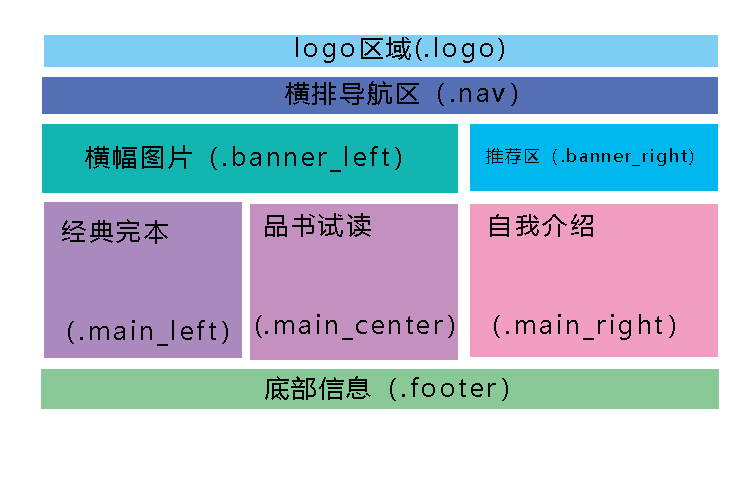 logo区域(.logo)
横排导航区（.nav）
横幅图片（.banner_left）
推荐区（.banner_right)
经典完本
（.main_left）
品书试读
(.main_center)
自我介绍
（.main_right）
底部信息（.footer）